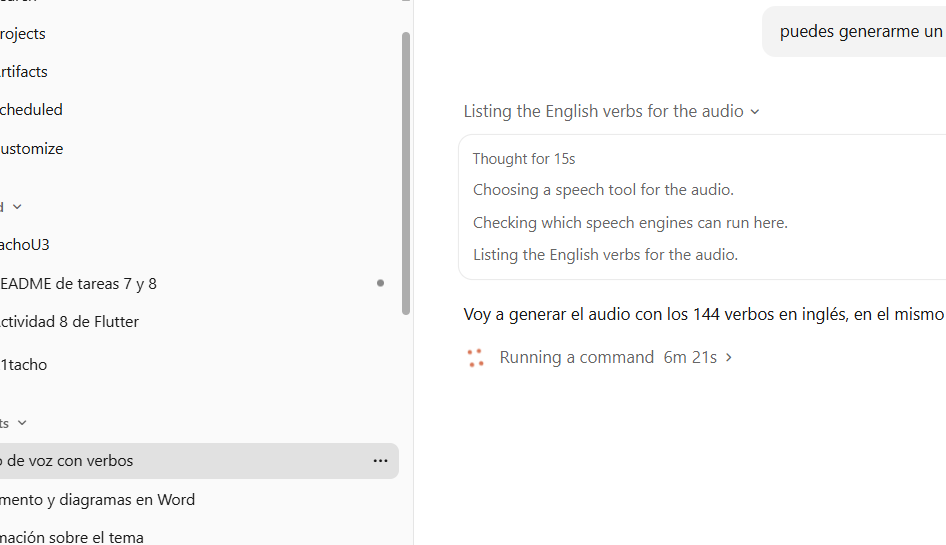 rojects
rtifacts
cheduled
ustomize
d
achoU3
EADME de tareas 7 y 8
ctividad 8 de Flutter
1tacho
ts
o de voz con verbos
mento y diagramas en Word
mación sobre el tema
puedes generarme un
Listing the English verbs for the audio
Thought for 15s
Choosing a speech tool for the audio.
Checking which speech engines can run here.
Listing the English verbs for the audio.
Voy a generar el audio con los 144 verbos en inglés, en el mismo
Running a command 6m 21s